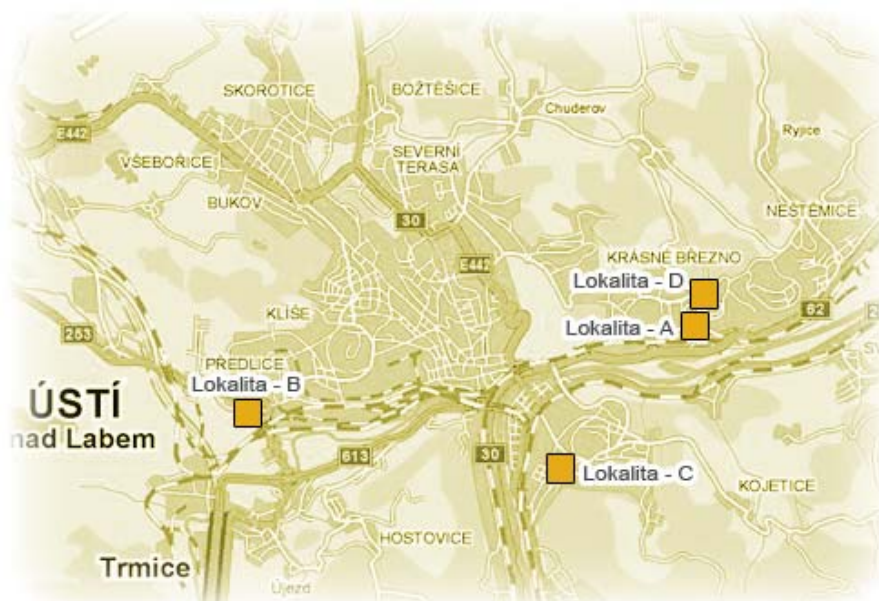 SKOROTICE
BOŽTĚŠICE
Chuderov
E442
Ryjice
VŠEBOŘICE
SEVERNÍ
TERASA
BUKOV
30
NEŠTĚMICE
KRÁSNÉ BŘEZNO
E442
Lokalita - D
KLÍŠE
62
253
Lokalita - A
PŘEDLICE
Lokalita - B
ÚSTÍ
nad Labem
613
30
Lokalita - C
KOJETICE
HOSTOVICE
Trmice
Újezd